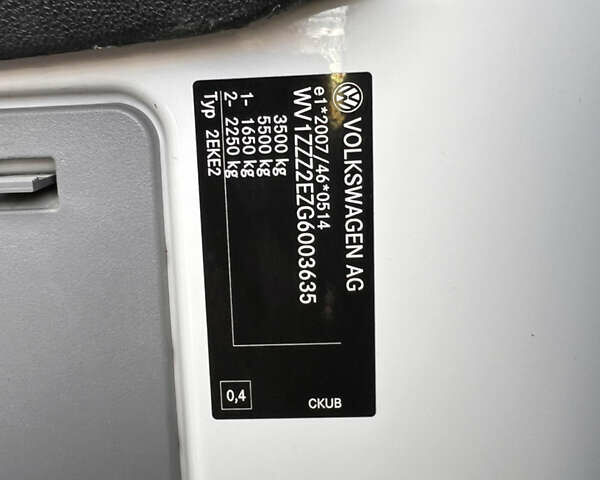 VOLKSWAGEN AG
e1*2007/46*0514
WV1ZZZ2EZG6003635
3500 kg
5500 kg
1- 1650 kg
2- 2250 kg
Typ 2EKE2
0,4
CKUB